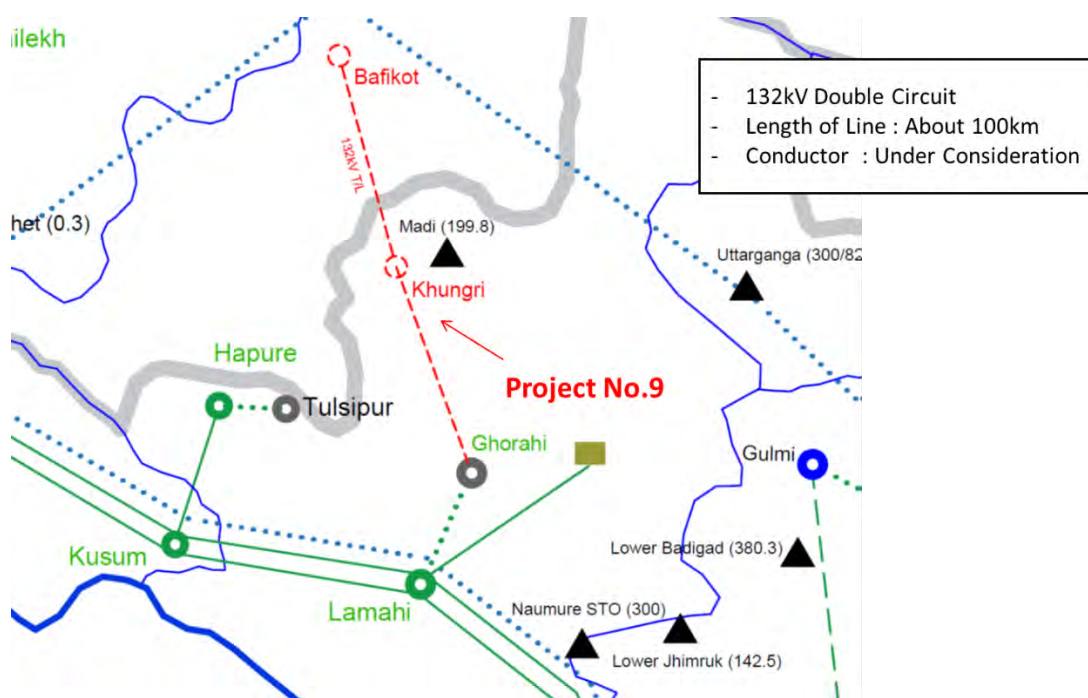 ilekh
Bafikot
132kV T/L
- 132kV Double Circuit
- Length of Line : About 100km
- Conductor : Under Consideration
het (0.3)
Madi (199.8)
Uttarganga (300/82
Khungri
Hapure
Project No.9
Tulsipur
Ghorahi
Gulmi
Kusum
Lower Badigad (380.3)
Lamahi
Naumure STO (300)
Lower Jhimruk (142.5)